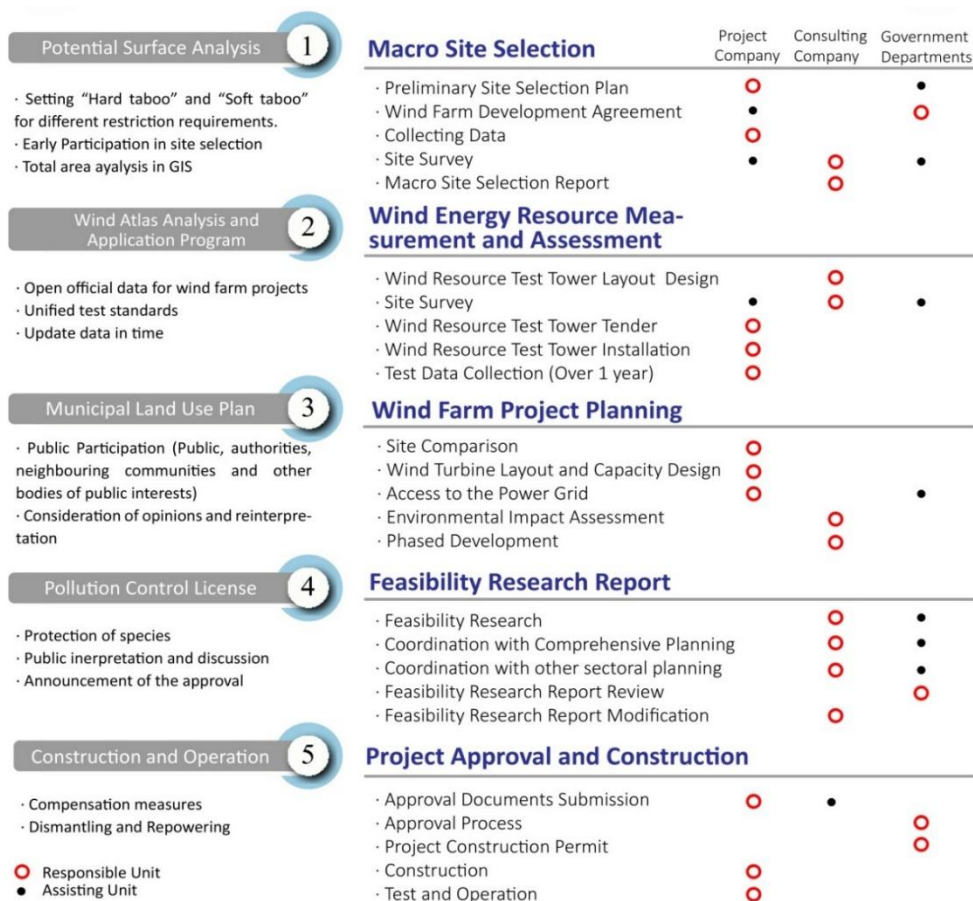 Potential Surface Analysis
1
· Setting “Hard taboo” and “Soft taboo”
for different restriction requirements.
· Early Participation in site selection
· Total area ayalysis in GIS
Wind Atlas Analysis and
Application Program
2
· Open official data for wind farm projects
· Unified test standards
· Update data in time
Municipal Land Use Plan
3
· Public Participation (Public, authorities,
neighbouring communities and other
bodies of public interests)
· Consideration of opinions and reinterpre-
tation
Pollution Control License
4
· Protection of species
· Public inerpretation and discussion
· Announcement of the approval
Construction and Operation
5
· Compensation measures
· Dismantling and Repowering
Responsible Unit
Assisting Unit
Project
Company
Consulting
Company
Government
Departments
Macro Site Selection
· Preliminary Site Selection Plan
· Wind Farm Development Agreement
· Collecting Data
· Site Survey
· Macro Site Selection Report
Wind Energy Resource Mea-
surement and Assessment
· Wind Resource Test Tower Layout Design
· Site Survey
· Wind Resource Test Tower Tender
· Wind Resource Test Tower Installation
· Test Data Collection (Over 1 year)
Wind Farm Project Planning
· Site Comparison
· Wind Turbine Layout and Capacity Design
· Access to the Power Grid
· Environmental Impact Assessment
· Phased Development
Feasibility Research Report
· Feasibility Research
· Coordination with Comprehensive Planning
· Coordination with other sectoral planning
· Feasibility Research Report Review
· Feasibility Research Report Modification
Project Approval and Construction
· Approval Documents Submission
· Approval Process
· Project Construction Permit
· Construction
· Test and Operation